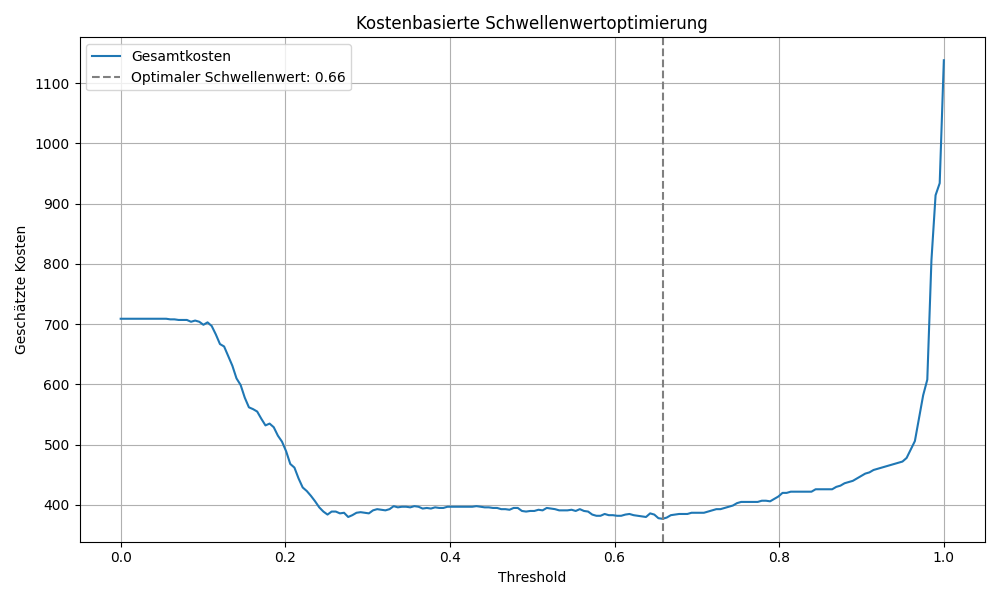 Kostenbasierte Schwellenwertoptimierung
Gesamtkosten
Optimaler Schwellenwert: 0.66
Geschätzte Kosten
1100
1000
900
800
700
600
500
400
0.0 0.2 0.4 0.6 0.8 1.0
Threshold